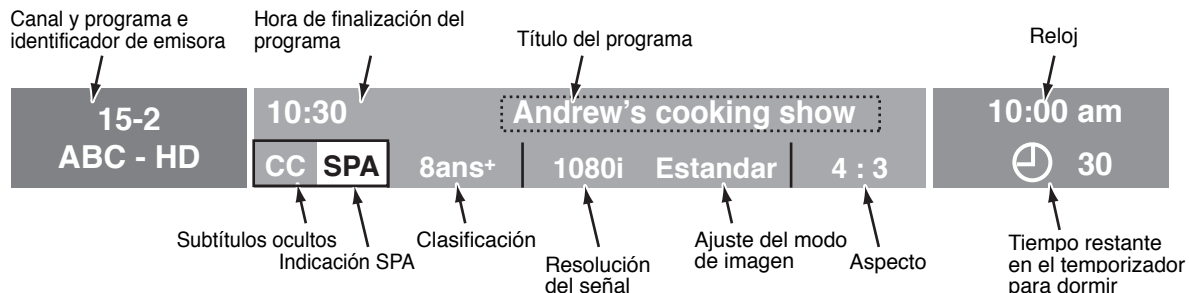 Canal y programa e
identificador de emisora
Hora de finalización del
programa
Título del programa
Reloj
15-2
ABC - HD
10:30
Andrew's cooking show
CC SPA 8ans+ 1080i Estandar 4 : 3
10:00 am
30
Subtítulos ocultos
Indicación SPA
Clasificación
Resolución
del señal
Ajuste del modo
de imagen
Aspecto
Tiempo restante
en el temporizador
para dormir